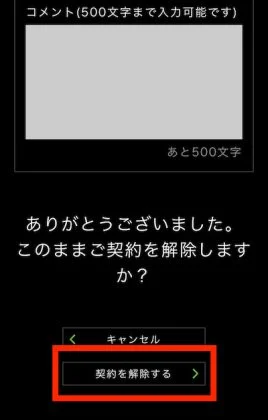 コメント(500文字まで入力可能です)
あと500文字
ありがとうございました。
このままご契約を解除します
か?
キャンセル
契約を解除する